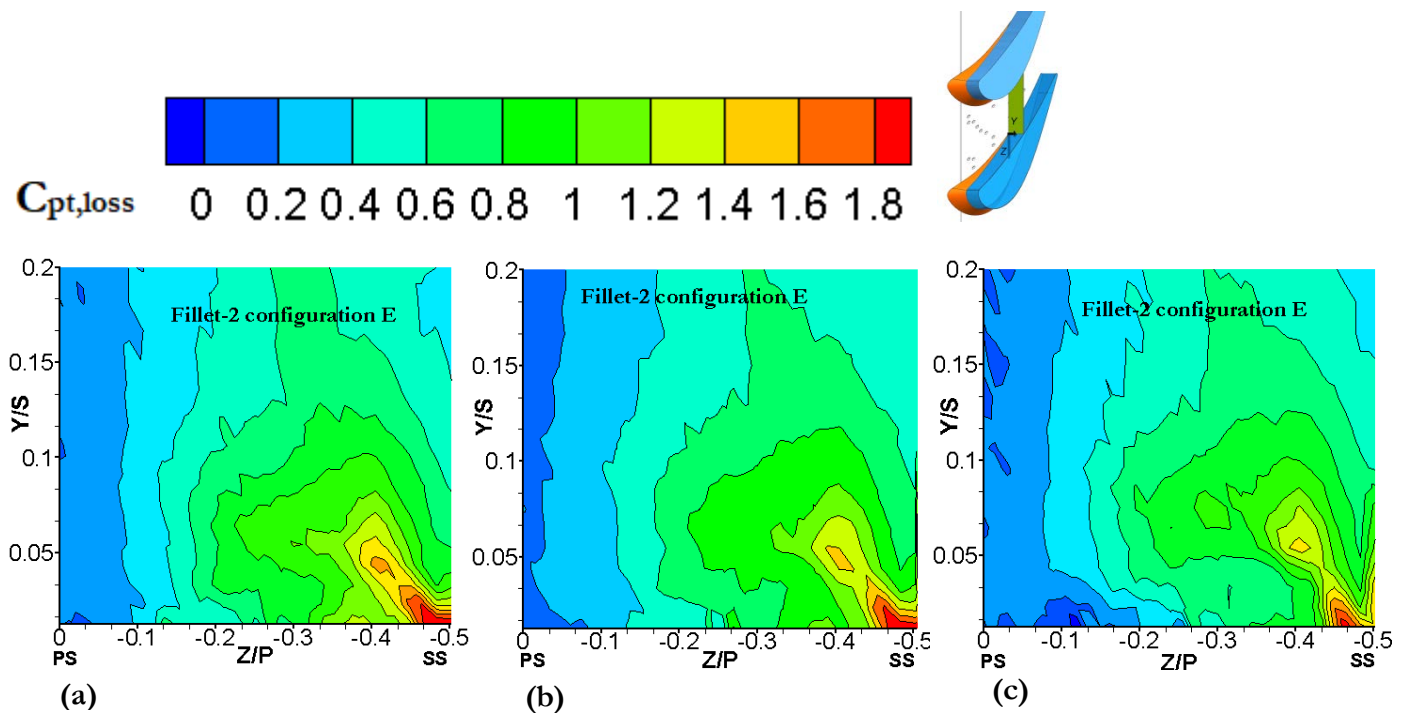 Cpt,loss 0 0.2 0.4 0.6 0.8 1 1.2 1.4 1.6 1.8
Y
Z
Fillet-2 configuration E
0.2
0.15
0.1
0.05
Y/S
0 -0.1 -0.2 -0.3 -0.4 -0.5
PS Z/P SS
(a)
Fillet-2 configuration E
0.2
0.15
0.1
0.05
Y/S
0 -0.1 -0.2 -0.3 -0.4 -0.5
PS Z/P SS
(b)
Fillet-2 configuration E
0.2
0.15
0.1
0.05
Y/S
0 -0.1 -0.2 -0.3 -0.4 -0.5
PS Z/P SS
(c)